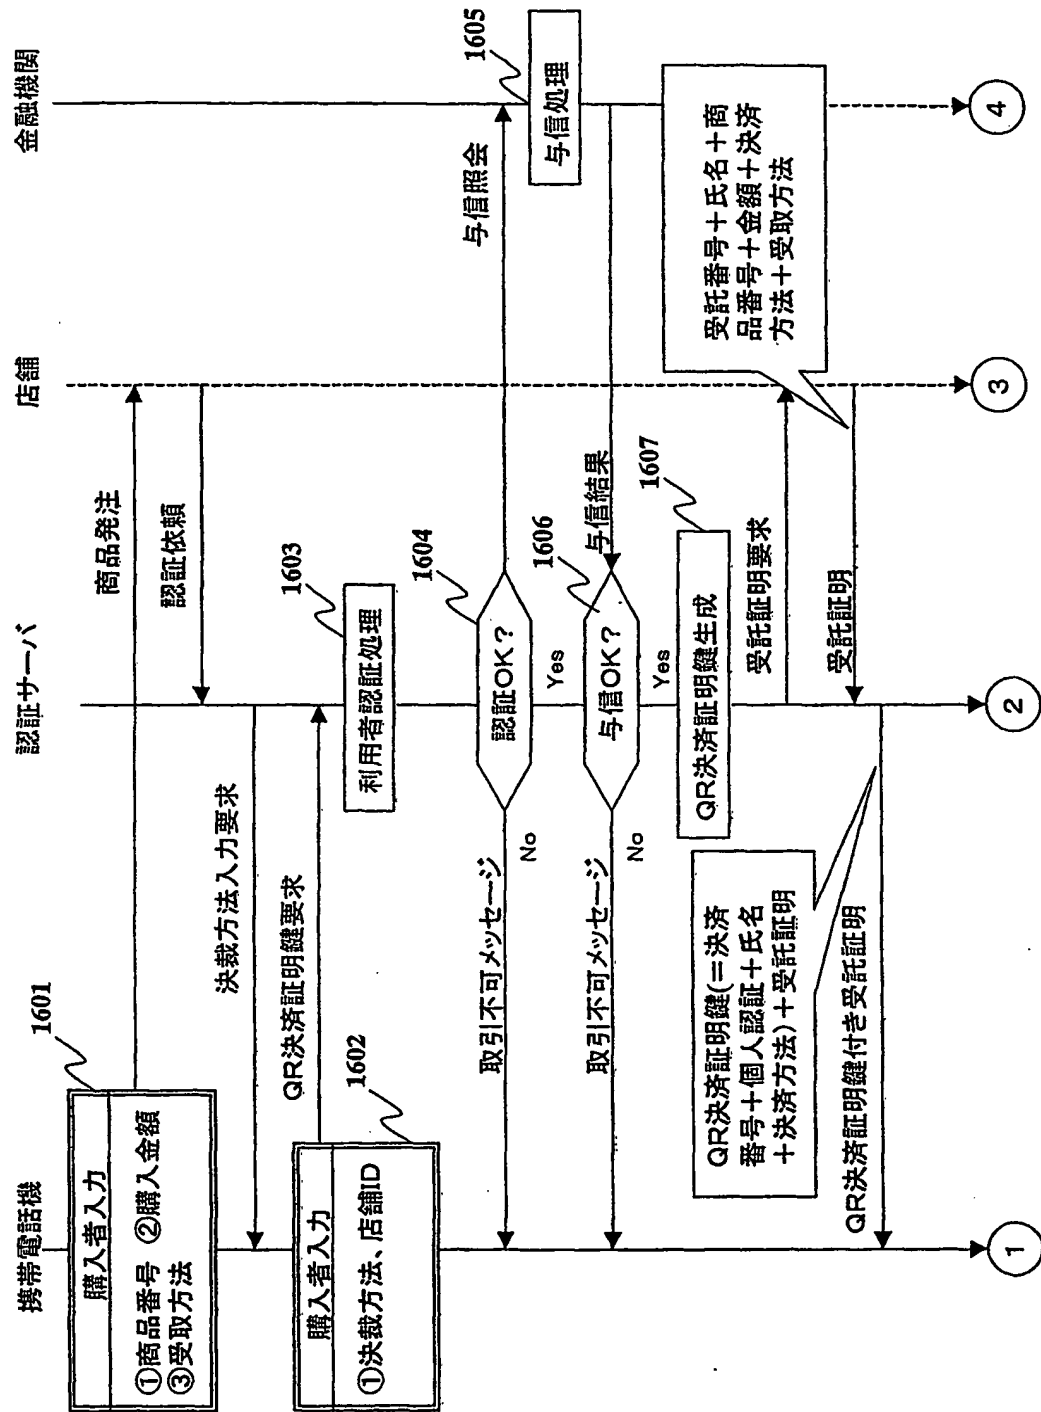 携帯電話機
認証サーバ
店舗
金融機関
1601
購入者入力
①商品番号 ②購入金額
③受取方法
商品発注
認証依頼
決裁方法入力要求
1602
購入者入力
①決裁方法、店舗ID
QR決済証明鍵要求
1603
利用者認証処理
1604
認証OK?
Yes
No
取引不可メッセージ
与信照会
1605
与信処理
与信結果
1606
与信OK?
Yes
No
取引不可メッセージ
1607
QR決済証明鍵生成
受託証明要求
受託番号+氏名+商
品番号+金額+決済
方法+受取方法
受託証明
QR決済証明鍵(=決済
番号+個人認証+氏名
+決済方法)+受託証明
QR決済証明鍵付き受託証明
1
2
3
4